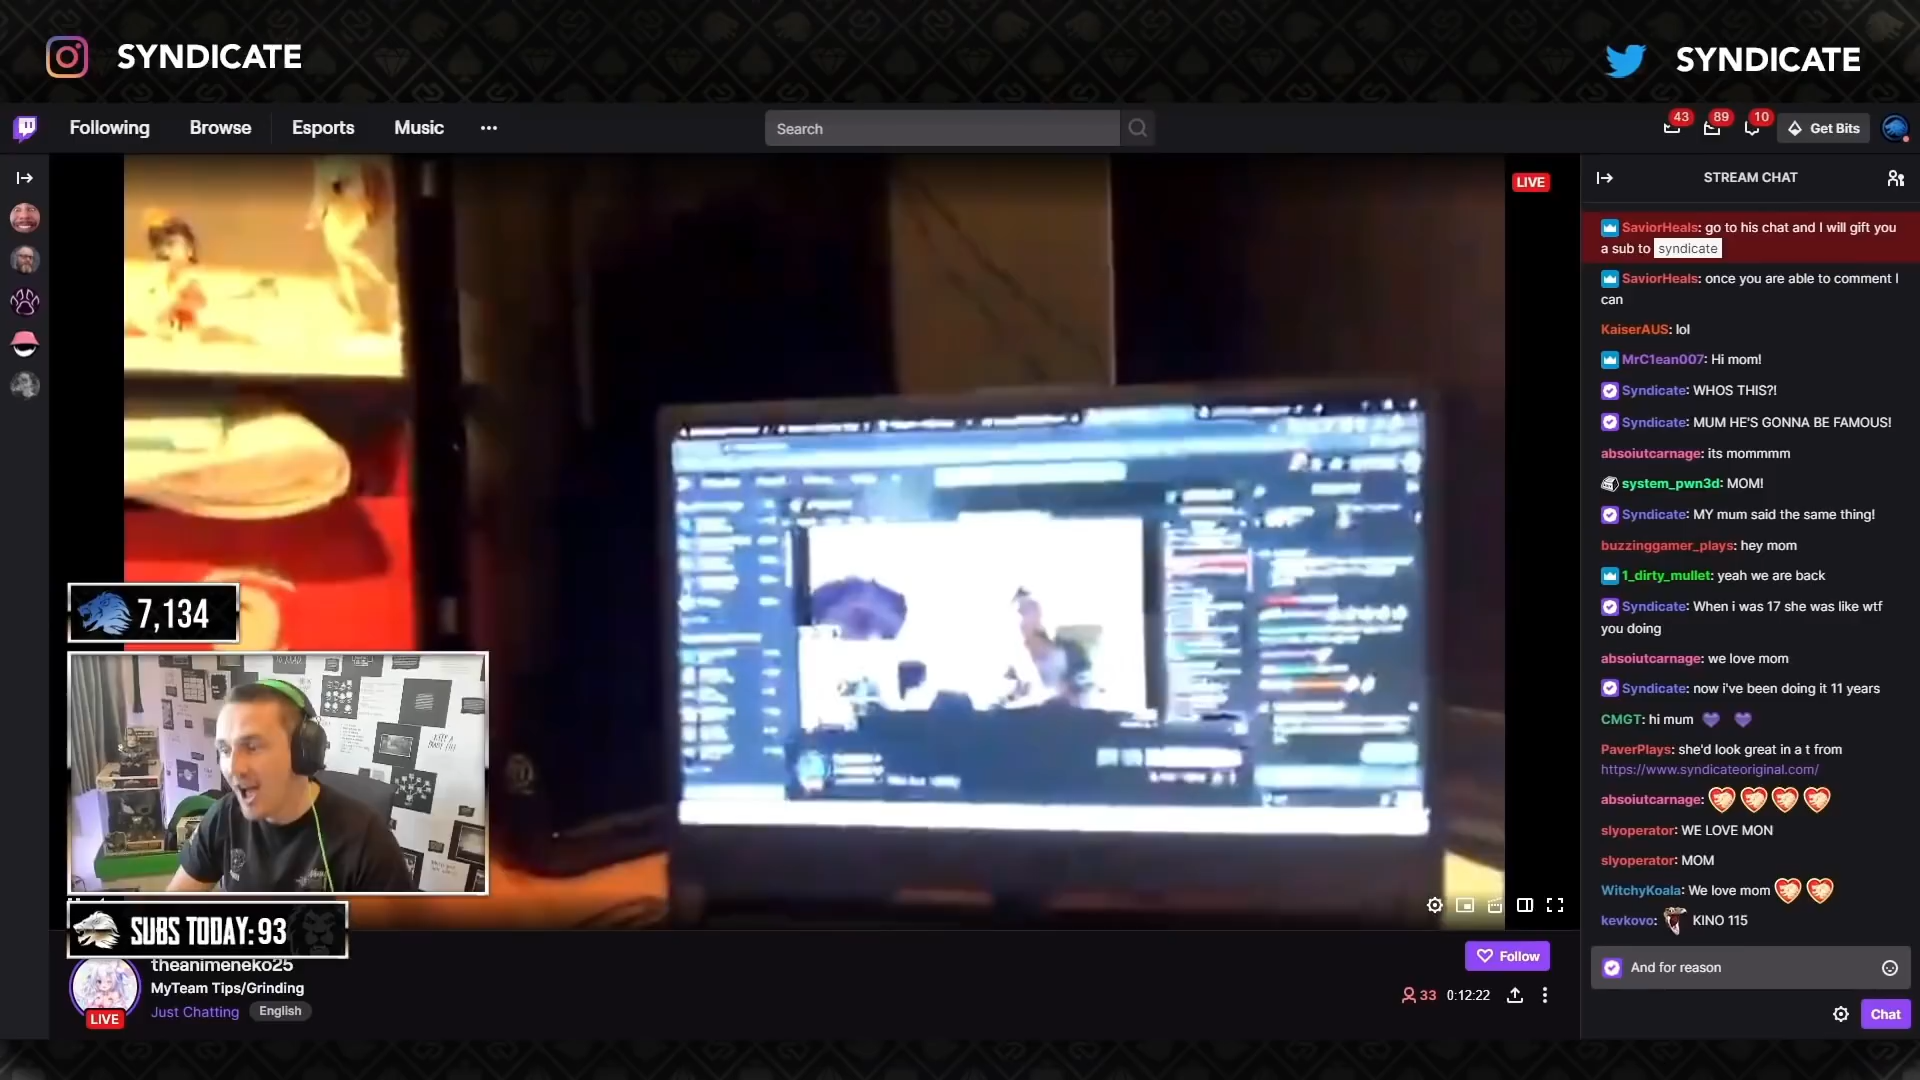 SYNDICATE
SYNDICATE
Following
Browse
Esports
Music
Search
43
89
10
Get Bits
LIVE
STREAM CHAT
SaviorHeals: go to his chat and I will gift you
a sub to syndicate
SaviorHeals: once you are able to comment I
can
KaiserAUS: lol
MrC1ean007: Hi mom!
Syndicate: WHOS THIS?!
Syndicate: MUM HE'S GONNA BE FAMOUS!
absoiutcarnage: its mommmm
system_pwn3d: MOM!
Syndicate: MY mum said the same thing!
buzzinggamer_plays: hey mom
1_dirty_mullet: yeah we are back
Syndicate: When i was 17 she was like wtf
you doing
absoiutcarnage: we love mom
Syndicate: now i've been doing it 11 years
CMGT: hi mum
PaverPlays: she'd look great in a t from
https://www.syndicateoriginal.com/
absoiutcarnage:
slyoperator: WE LOVE MON
slyoperator: MOM
WitchyKoala: We love mom
kevkovo: KINO 115
And for reason
Chat
7,134
SUBS TODAY: 93
theanimeneko25
MyTeam Tips/Grinding
Just Chatting
English
LIVE
Follow
33
0:12:22